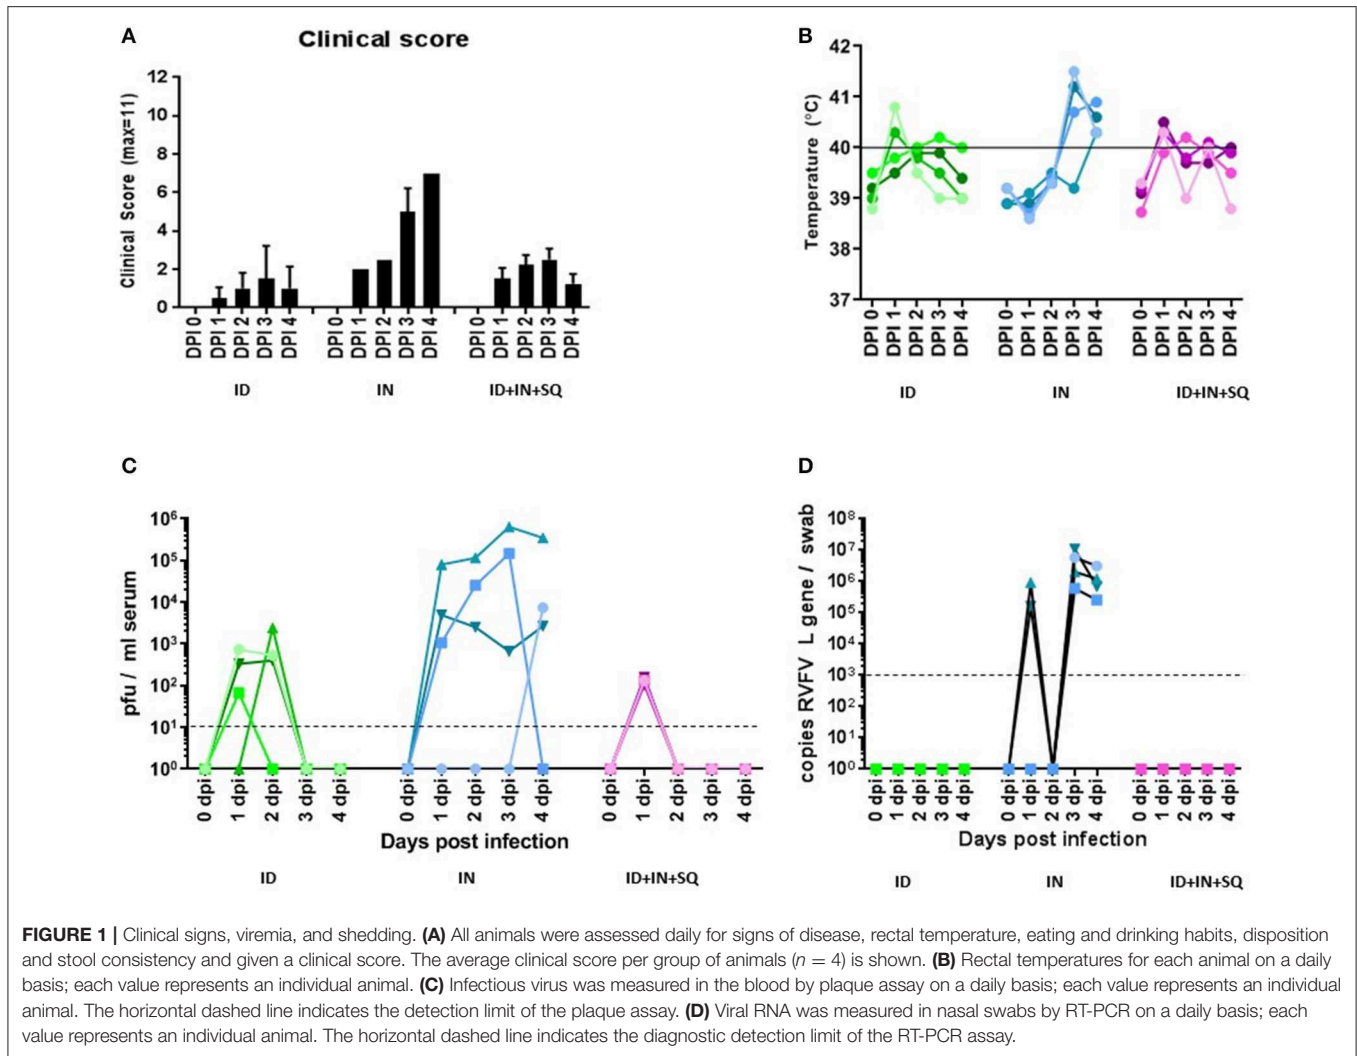 A
Clinical score
Clinical Score (max=11)
12
10
8
6
4
2
0
DPI 0
DPI 1
DPI 2
DPI 3
DPI 4
DPI 0
DPI 1
DPI 2
DPI 3
DPI 4
DPI 0
DPI 1
DPI 2
DPI 3
DPI 4
ID
IN
ID+IN+SQ
B
Temperature (°C)
42
41
40
39
38
37
DPI 0
DPI 1
DPI 2
DPI 3
DPI 4
DPI 0
DPI 1
DPI 2
DPI 3
DPI 4
DPI 0
DPI 1
DPI 2
DPI 3
DPI 4
ID
IN
ID+IN+SQ
C
pfu / ml serum
10⁶
10⁵
10⁴
10³
10²
10¹
10⁰
0 dpi
1 dpi
2 dpi
3 dpi
4 dpi
0 dpi
1 dpi
2 dpi
3 dpi
4 dpi
0 dpi
1 dpi
2 dpi
3 dpi
4 dpi
Days post infection
ID
IN
ID+IN+SQ
D
copies RVFV L gene / swab
10⁸
10⁷
10⁶
10⁵
10⁴
10³
10²
10¹
10⁰
0 dpi
1 dpi
2 dpi
3 dpi
4 dpi
0 dpi
1 dpi
2 dpi
3 dpi
4 dpi
0 dpi
1 dpi
2 dpi
3 dpi
4 dpi
Days post infection
ID
IN
ID+IN+SQ
FIGURE 1 | Clinical signs, viremia, and shedding. (A) All animals were assessed daily for signs of disease, rectal temperature, eating and drinking habits, disposition
and stool consistency and given a clinical score. The average clinical score per group of animals (n = 4) is shown. (B) Rectal temperatures for each animal on a daily
basis; each value represents an individual animal. (C) Infectious virus was measured in the blood by plaque assay on a daily basis; each value represents an individual
animal. The horizontal dashed line indicates the detection limit of the plaque assay. (D) Viral RNA was measured in nasal swabs by RT-PCR on a daily basis; each
value represents an individual animal. The horizontal dashed line indicates the diagnostic detection limit of the RT-PCR assay.